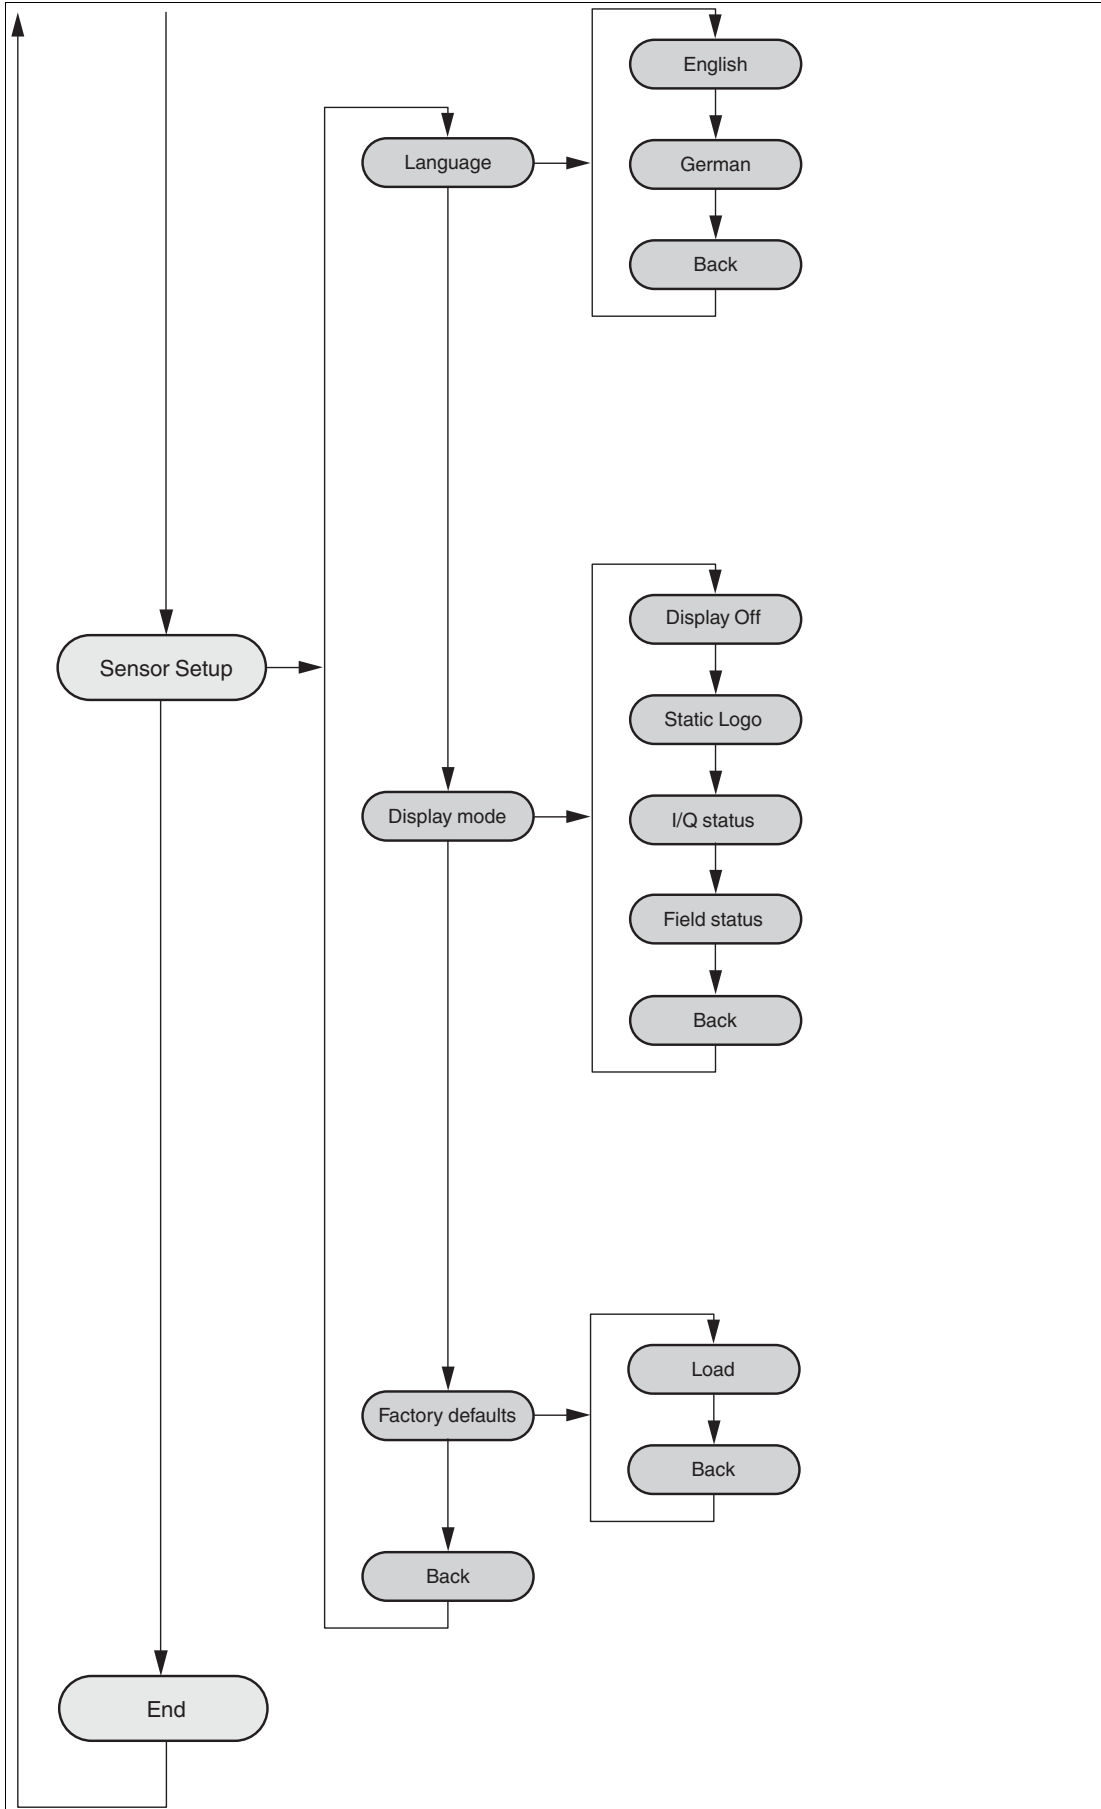 English
Language
German
Back
Display Off
Sensor Setup
Static Logo
Display mode
I/Q status
Field status
Back
Load
Factory defaults
Back
Back
End